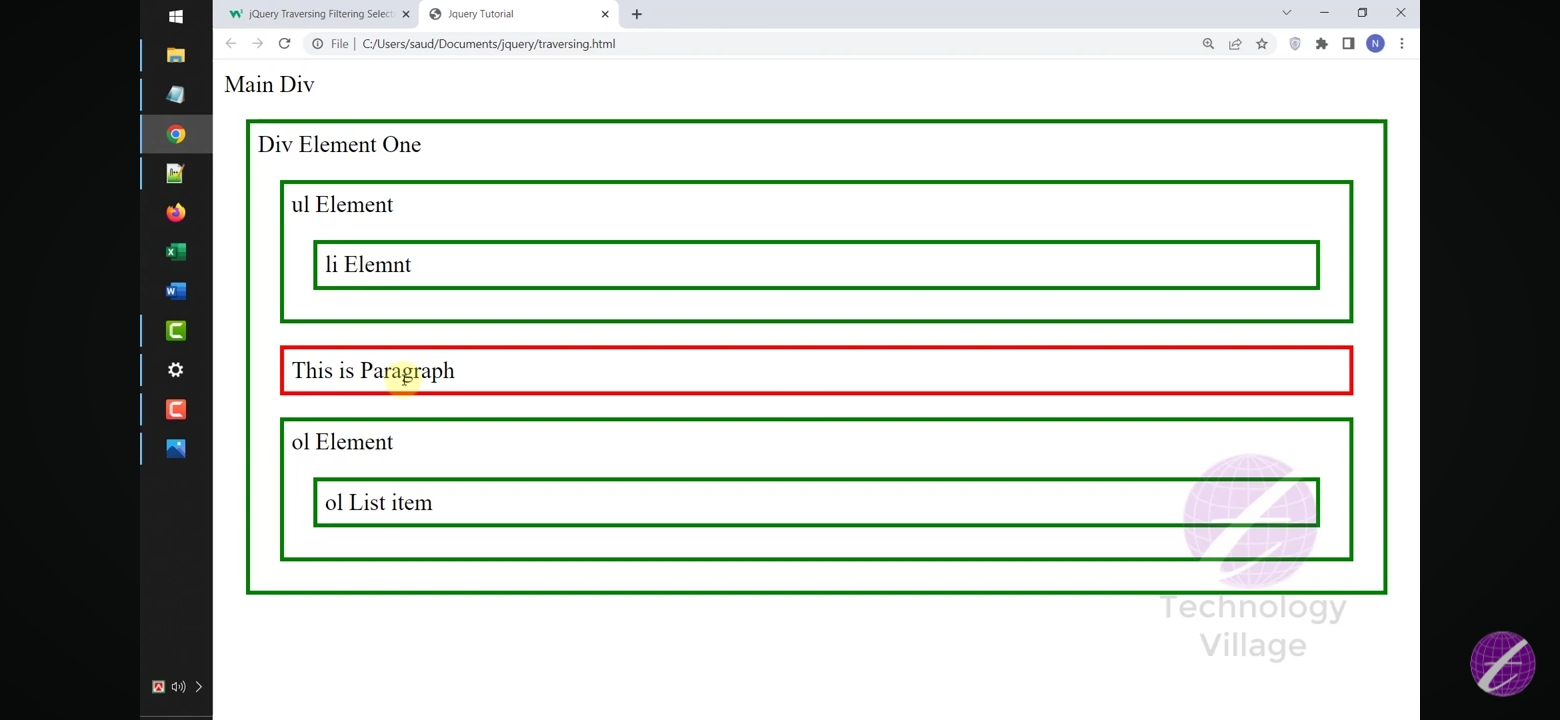 jQuery Traversing Filtering Select
Jquery Tutorial
File
C:/Users/saud/Documents/jquery/traversing.html
N
Main Div
Div Element One
ul Element
li Elemnt
This is Paragraph
ol Element
ol List item
Technology
Village